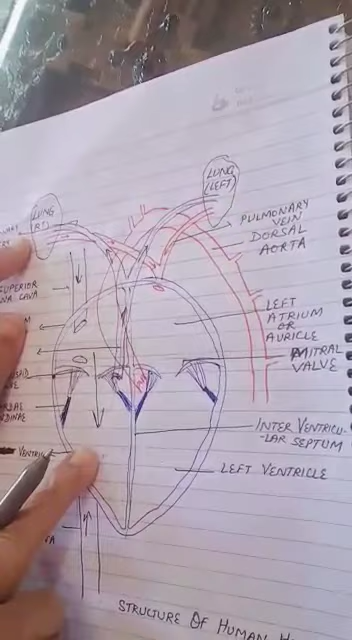 LUNG
(LEFT)
LUNG
(RT)
PULMONARY
VEIN
DORSAL
AORTA
SUPERIOR
CAVA
LEFT
ATRIUM
OR
AURICLE
MITRAL
VALVE
INTER VENTRICU-
-LAR SEPTUM
LEFT VENTRICLE
STRUCTURE OF HUMAN H